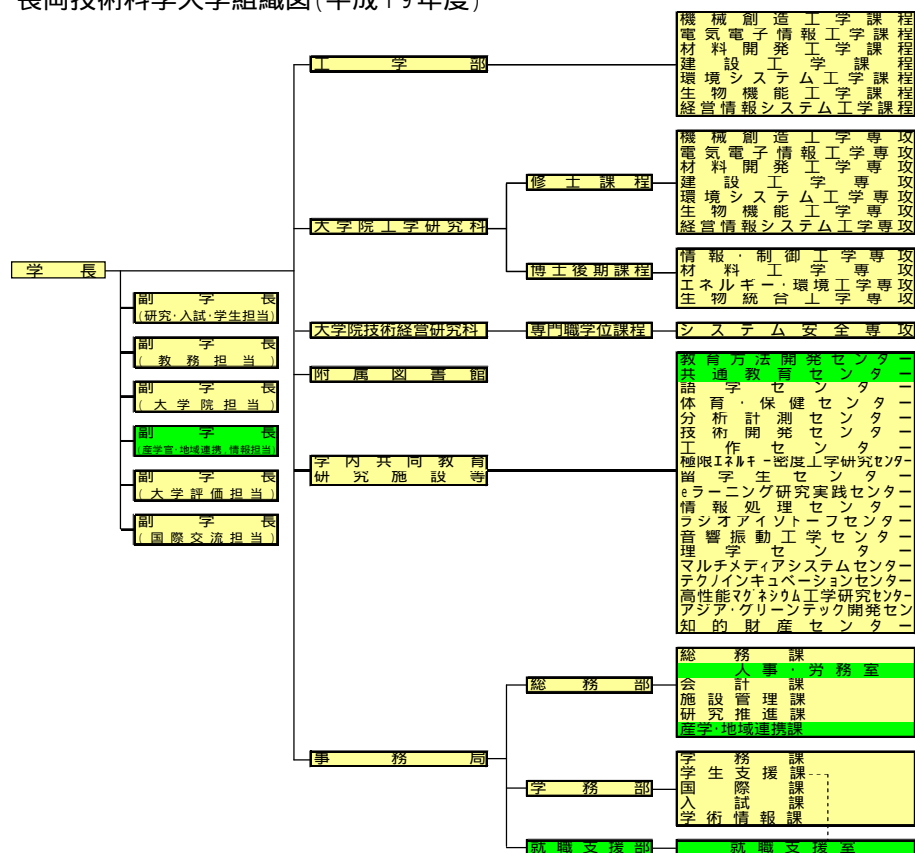 長岡技術科学大学組織図(平成19年度)
学長
副学長
(研究・入試・学生担当)
副学長
(教務担当)
副学長
(大学院担当)
副学長
(産学官・地域連携,情報担当)
副学長
(大学評価担当)
副学長
(国際交流担当)
工学部
機械創造工学課程
電気電子情報工学課程
材料開発工学課程
建設工学課程
環境システム工学課程
生物機能工学課程
経営情報システム工学課程
大学院工学研究科
修士課程
機械創造工学専攻
電気電子情報工学専攻
材料開発工学専攻
建設工学専攻
環境システム工学専攻
生物機能工学専攻
経営情報システム工学専攻
博士後期課程
情報・制御工学専攻
材料工学専攻
エネルギー・環境工学専攻
生物統合工学専攻
大学院技術経営研究科
専門職学位課程
システム安全専攻
附属図書館
学内共同教育
研究施設等
教育方法開発センター
共通教育センター
語学センター
体育・保健センター
分析計測センター
技術開発センター
工作センター
極限エネルギー密度工学研究センター
留学生センター
eラーニング研究実践センター
情報処理センター
ラジオアイソトープセンター
音響振動工学センター
理学センター
マルチメディアシステムセンター
テクノインキュベーションセンター
高性能マグネシウム工学研究センター
アジア・グリーンテック開発セン
知的財産センター
事務局
総務部
総務課
人事・労務室
会計課
施設管理課
研究推進課
産学・地域連携課
学務部
学務課
学生支援課
国際課
入試課
学術情報課
就職支援部
就職支援室